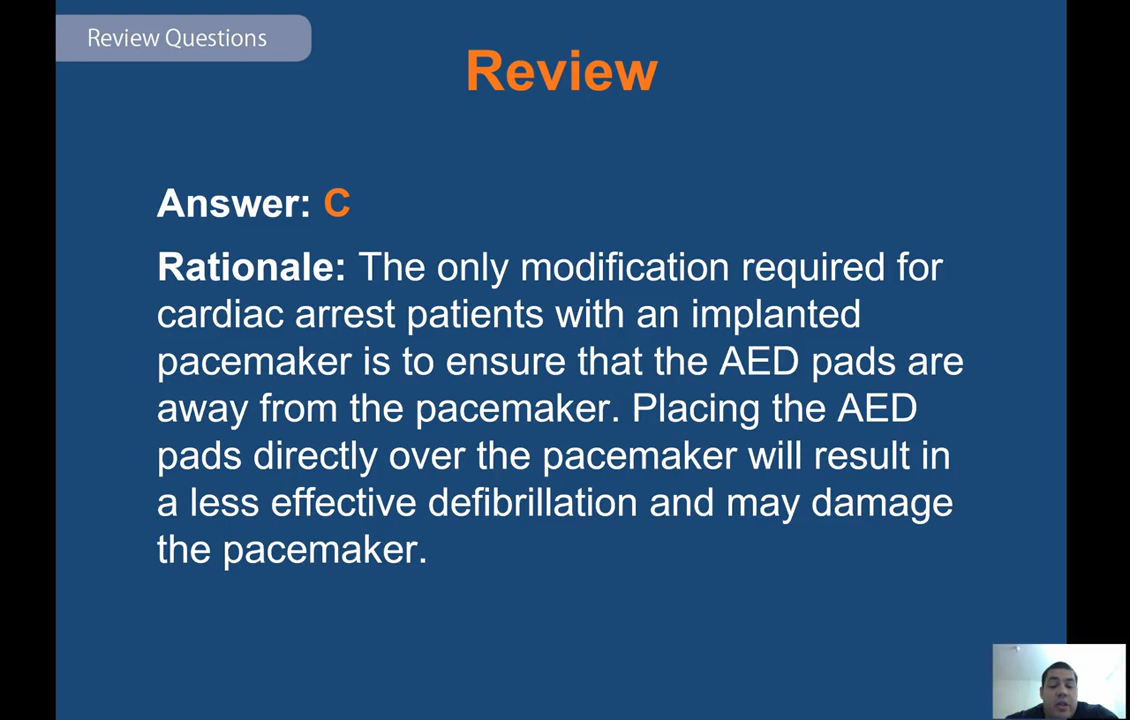 Review Questions
Review
Answer: C
Rationale: The only modification required for
cardiac arrest patients with an implanted
pacemaker is to ensure that the AED pads are
away from the pacemaker. Placing the AED
pads directly over the pacemaker will result in
a less effective defibrillation and may damage
the pacemaker.